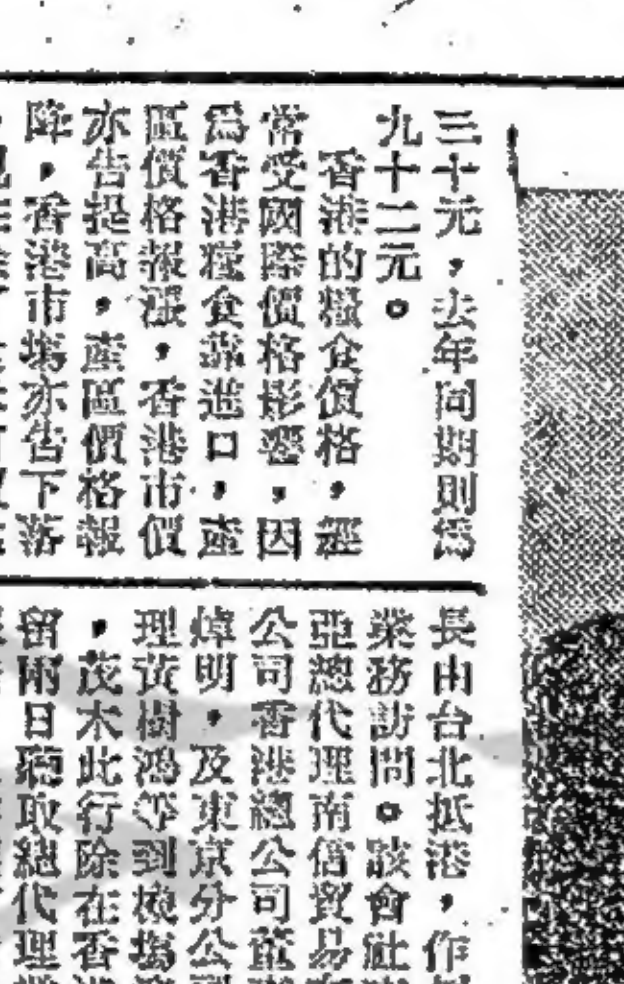 三十元，去年同期則為
九十二元。
香港的糧食價格，經
常受國際價格影響，因
為香港糧食靠進口，產
區價格報漲，香港市價
亦告提高，產區價格報
降，香港市場亦告下落
長由台北抵港，作
業務訪問。該會社
亞總代理南信貿易
公司香港總公司董
焯明，及東京分公司
理黃樹鴻等到機場
，茂木此行除在香
留兩日聽取總代理